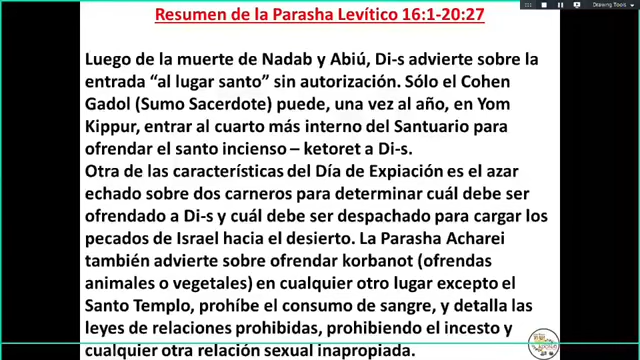 Drawing Tools
Resumen de la Parasha Levítico 16:1-20:27
Luego de la muerte de Nadab y Abiú, Di-s advierte sobre la
entrada “al lugar santo” sin autorización. Sólo el Cohen
Gadol (Sumo Sacerdote) puede, una vez al año, en Yom
Kippur, entrar al cuarto más interno del Santuario para
ofrendar el santo incienso – ketoret a Di-s.
Otra de las características del Día de Expiación es el azar
echado sobre dos carneros para determinar cuál debe ser
ofrendado a Di-s y cuál debe ser despachado para cargar los
pecados de Israel hacia el desierto. La Parasha Acharei
también advierte sobre ofrendar korbanot (ofrendas
animales o vegetales) en cualquier otro lugar excepto el
Santo Templo, prohíbe el consumo de sangre, y detalla las
leyes de relaciones prohibidas, prohibiendo el incesto y
cualquier otra relación sexual inapropiada.